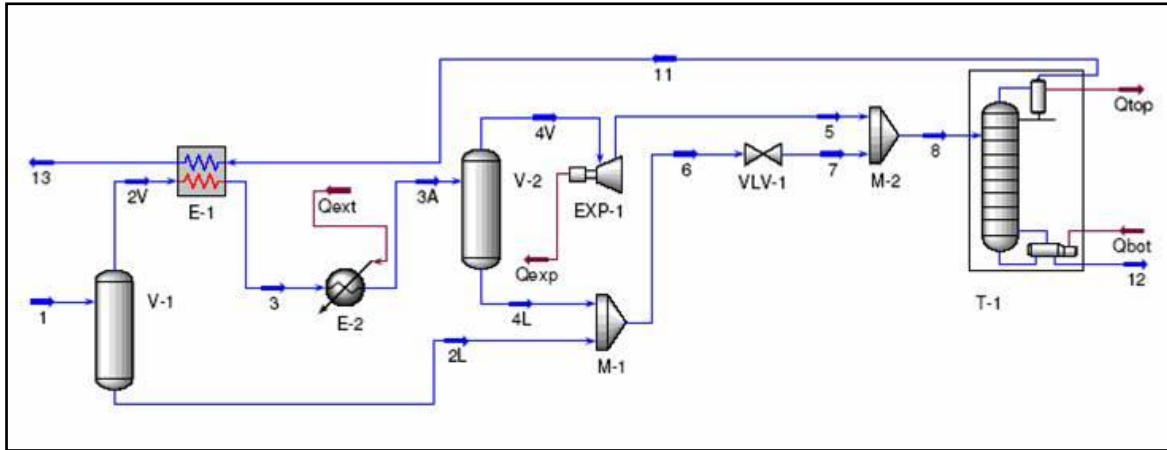 11
Qtop
4V
5
8
13
2V
V-2
6
7
E-1
Qext
3A
EXP-1
VLV-1
M-2
Qexp
Qbot
1
V-1
3
E-2
4L
12
2L
M-1
T-1